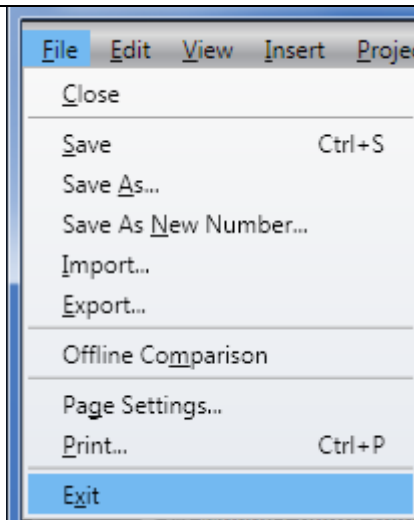 File Edit View Insert Projec
Close
Save Ctrl+S
Save As...
Save As New Number...
Import...
Export...
Offline Comparison
Page Settings...
Print... Ctrl+P
Exit